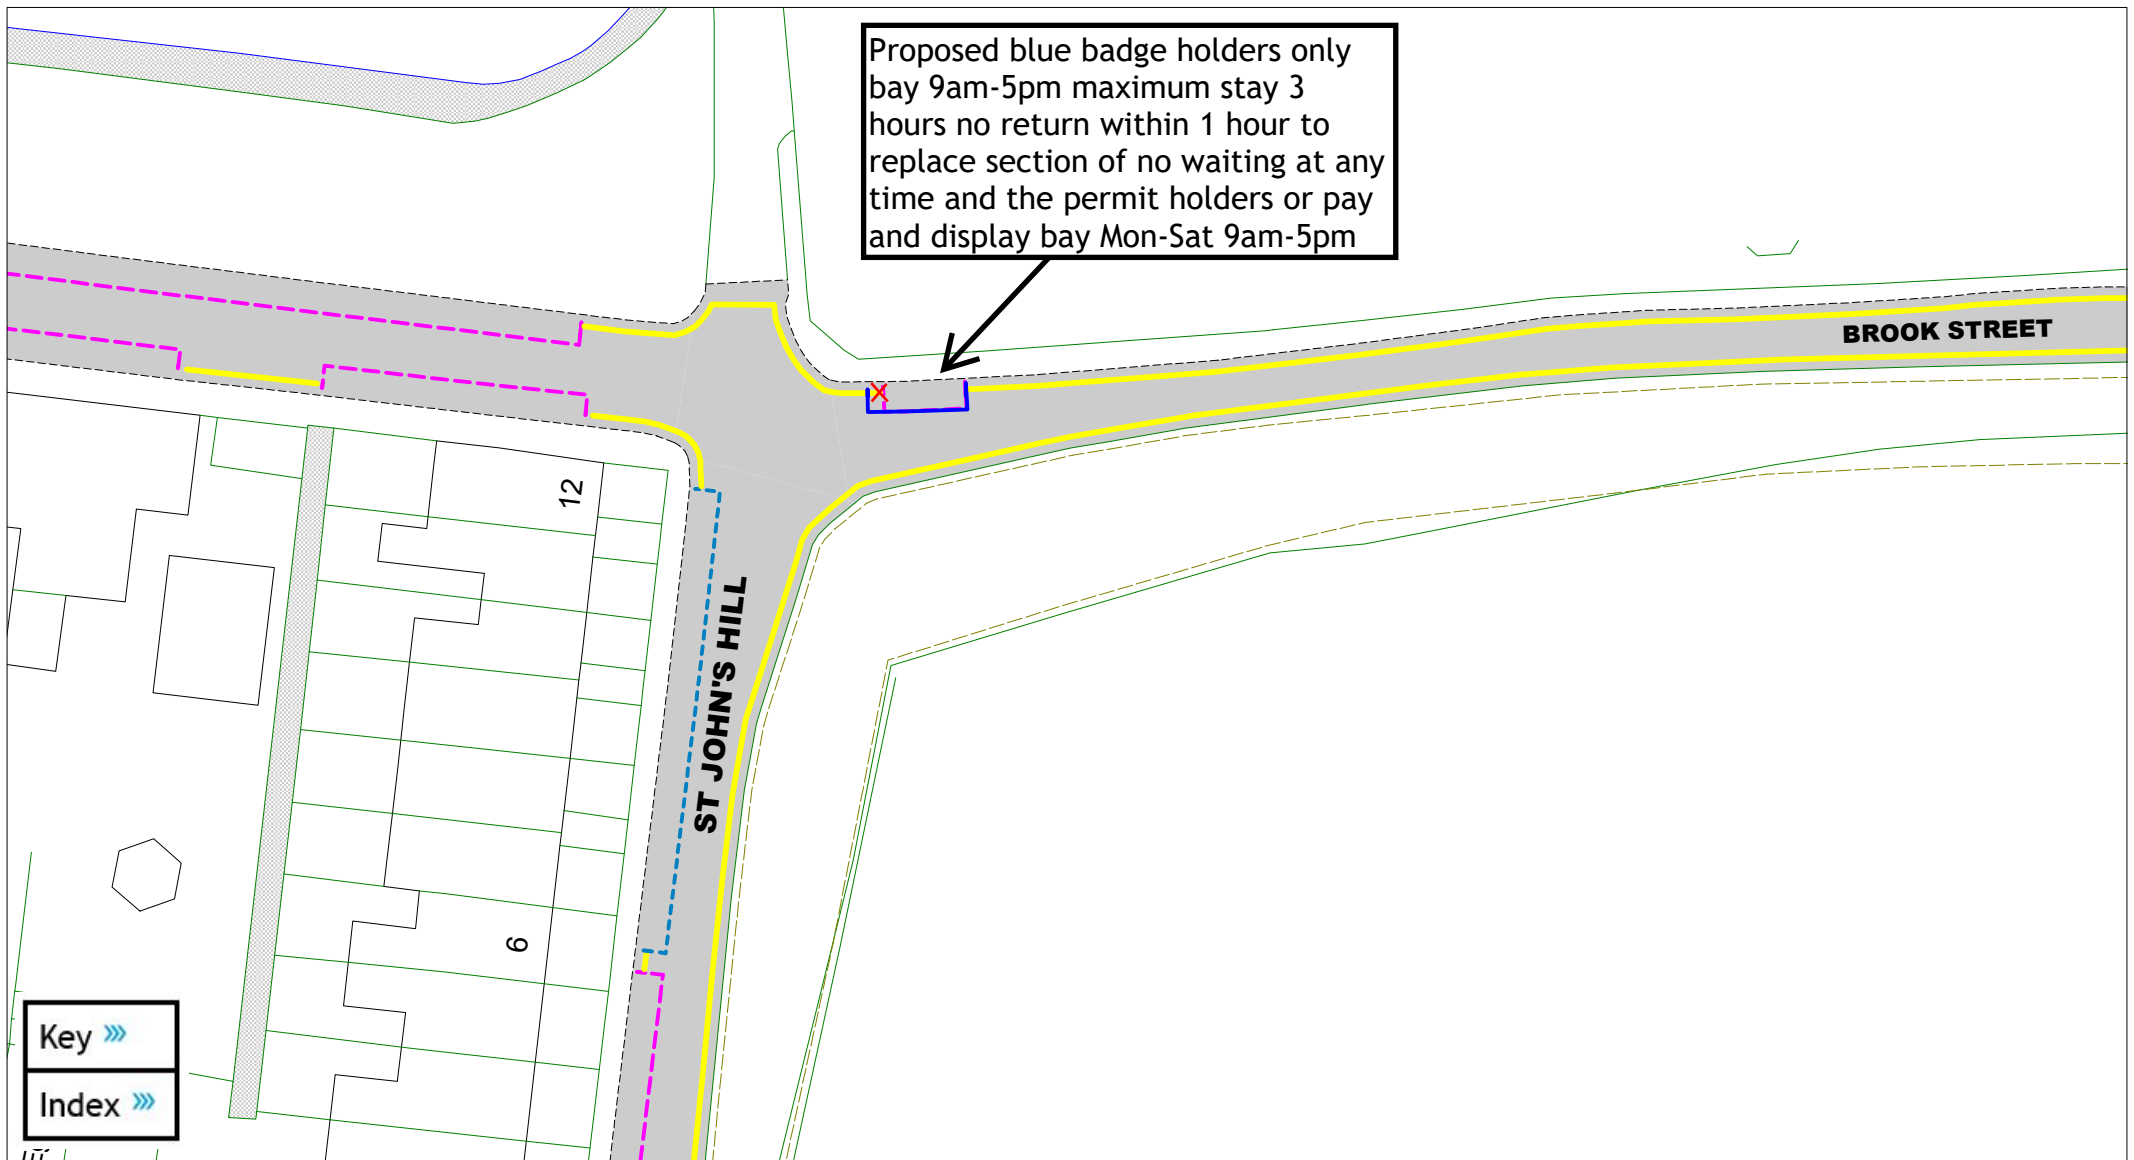 Proposed blue badge holders only
bay 9am-5pm maximum stay 3
hours no return within 1 hour to
replace section of no waiting at any
time and the permit holders or pay
and display bay Mon-Sat 9am-5pm
BROOK STREET
12
ST JOHN'S HILL
6
Key
Index